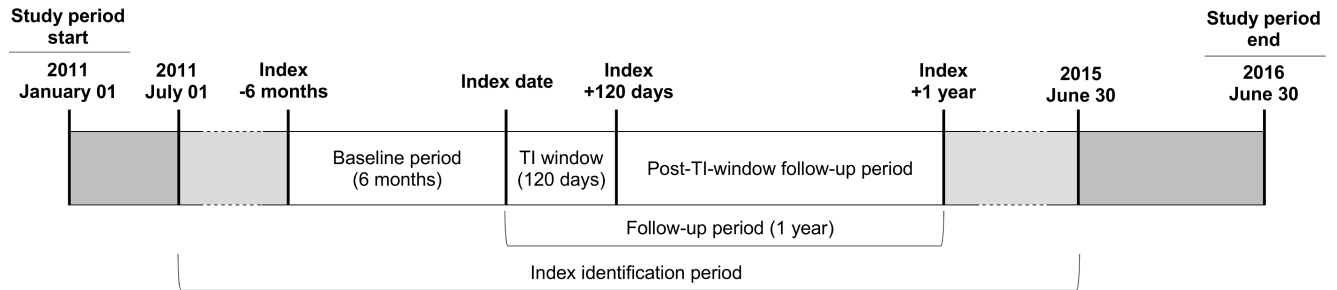 Study period
start
2011
January 01
2011
July 01
Index
-6 months
Index date
Index
+120 days
Index
+1 year
2015
June 30
Study period
end
2016
June 30
Baseline period
(6 months)
TI window
(120 days)
Post-TI-window follow-up period
Follow-up period (1 year)
Index identification period